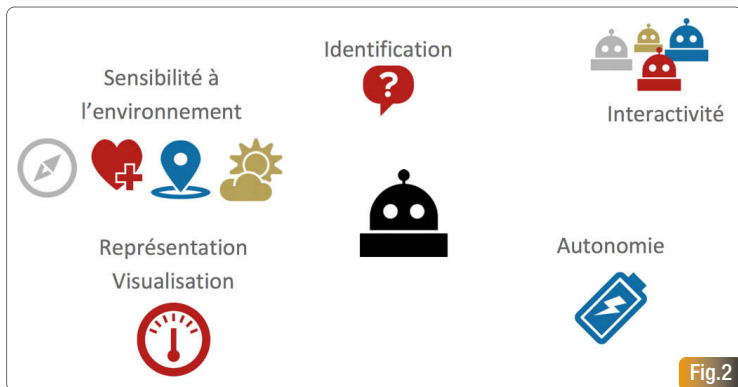 Identification
?
Sensibilité à
l’environnement
Interactivité
Représentation
Visualisation
Autonomie
Fig.2